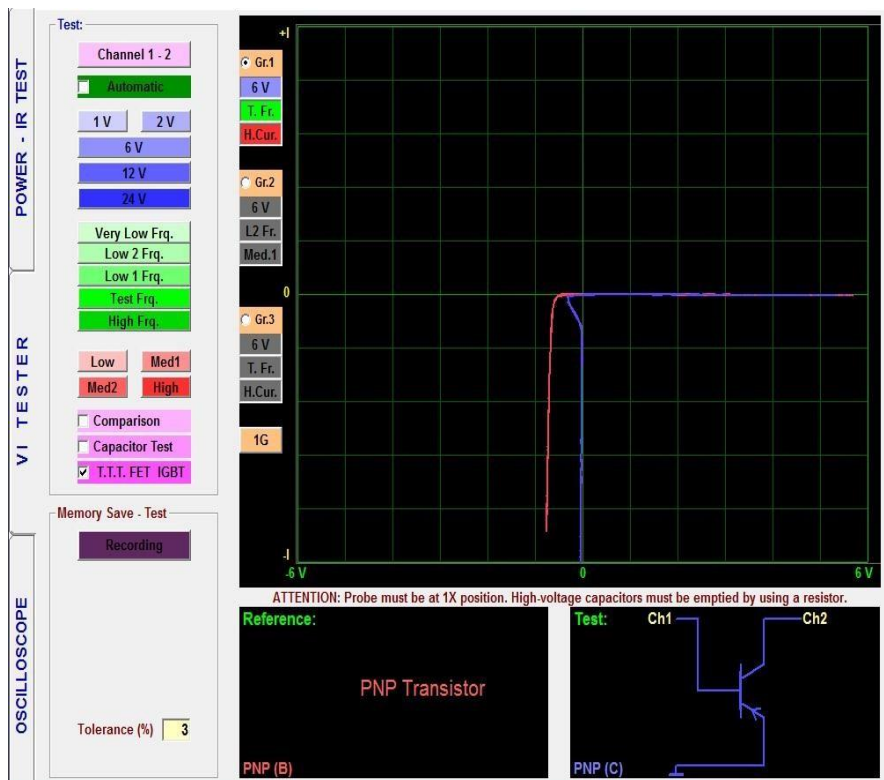 POWER - IR TEST
VI TESTER
OSCILLOSCOPE
Test:
Channel 1 - 2
Automatic
1 V 2 V
6 V
12 V
24 V
Very Low Frq.
Low 2 Frq.
Low 1 Frq.
Test Frq.
High Frq.
Low Med1
Med2 High
Comparison
Capacitor Test
T.T.T. FET IGBT
Memory Save - Test
Recording
Tolerance (%) 3
Gr.1
6 V
T. Fr.
H.Cur.
Gr.2
6 V
L2 Fr.
Med.1
Gr.3
6 V
T. Fr.
H.Cur.
1G
+I
0
-I
-6 V 0 6 V
ATTENTION: Probe must be at 1X position. High-voltage capacitors must be emptied by using a resistor.
Reference:
PNP Transistor
PNP (B)
Test: Ch1 Ch2
PNP (C)